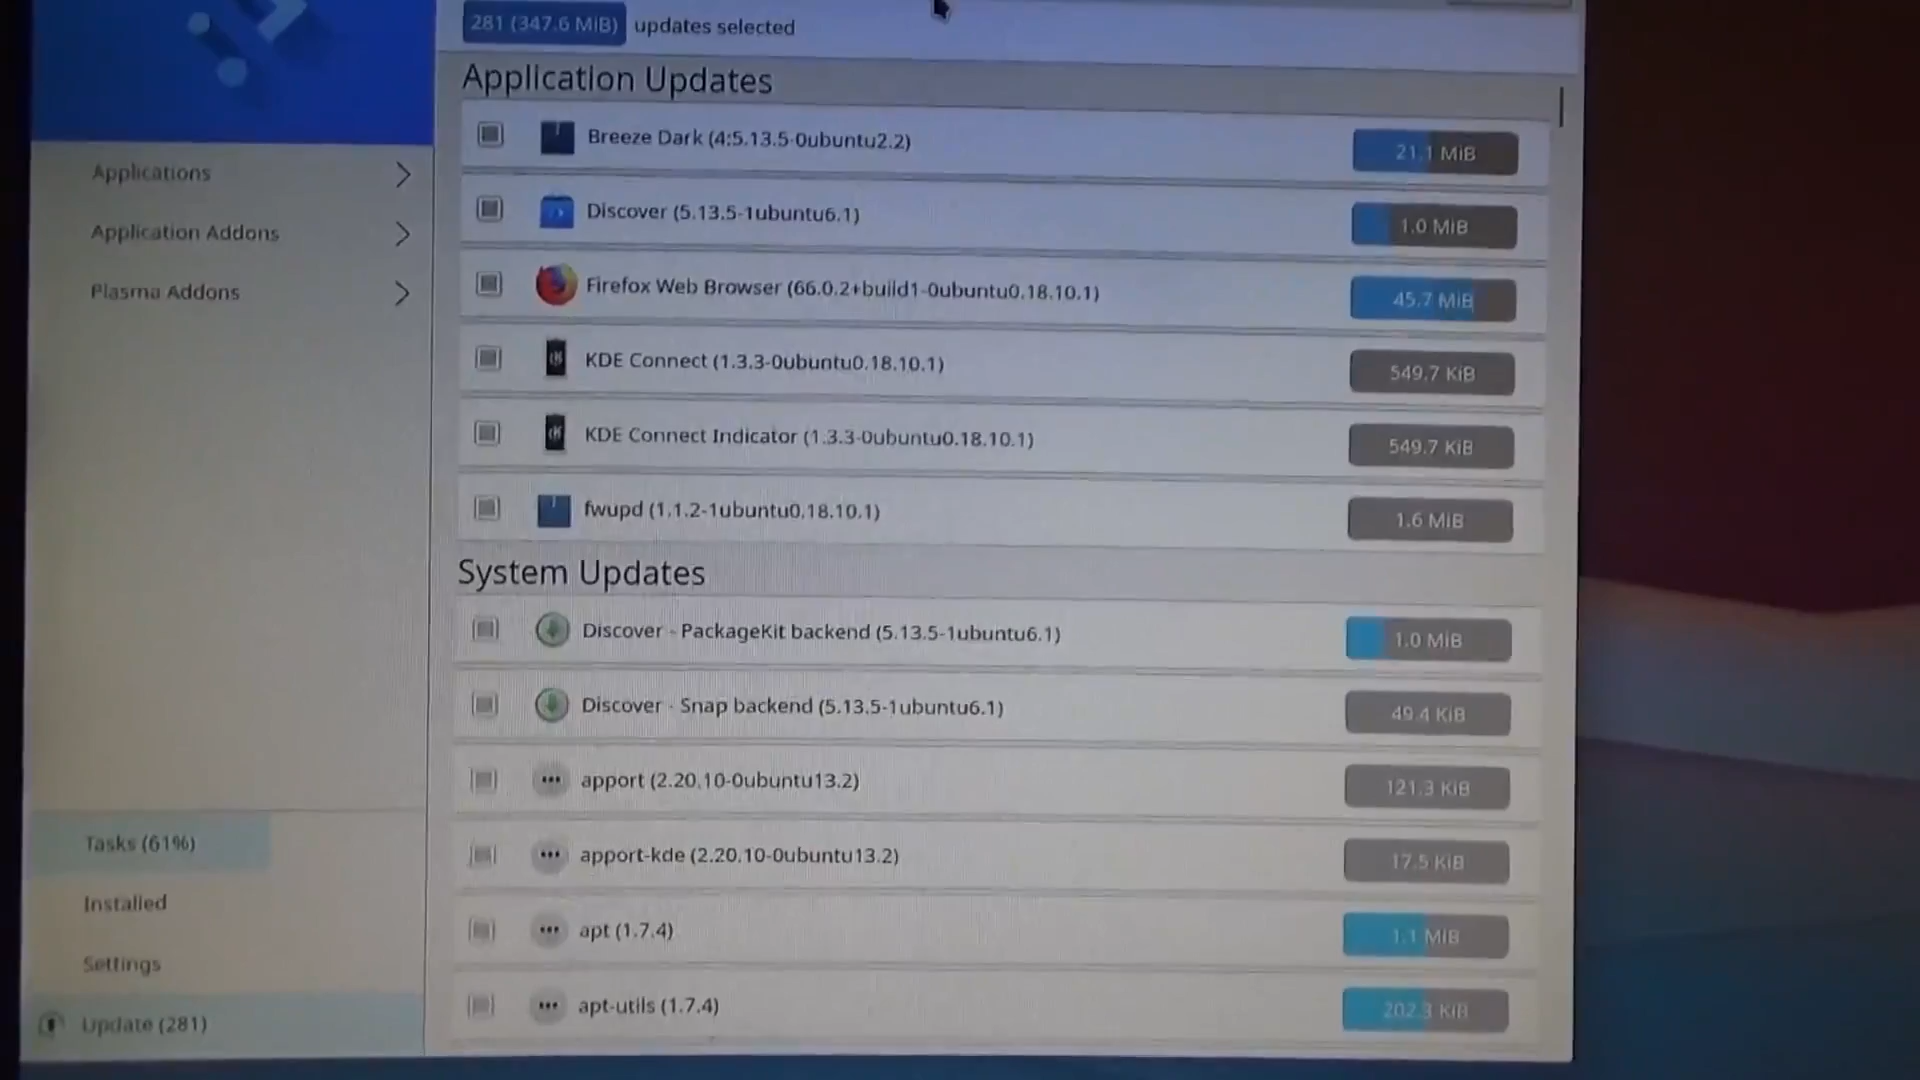 281 (347.6 MiB) updates selected
Application Updates
Breeze Dark (4:5.13.5-0ubuntu2.2)
21.1 MiB
Discover (5.13.5-1ubuntu6.1)
1.0 MiB
Firefox Web Browser (66.0.2+build1-0ubuntu0.18.10.1)
45.7 MiB
KDE Connect (1.3.3-0ubuntu0.18.10.1)
549.7 KiB
KDE Connect Indicator (1.3.3-0ubuntu0.18.10.1)
549.7 KiB
fwupd (1.1.2-1ubuntu0.18.10.1)
1.6 MiB
System Updates
Discover - PackageKit backend (5.13.5-1ubuntu6.1)
1.0 MiB
Discover - Snap backend (5.13.5-1ubuntu6.1)
49.4 KiB
apport (2.20.10-0ubuntu13.2)
121.3 KiB
apport-kde (2.20.10-0ubuntu13.2)
17.5 KiB
apt (1.7.4)
1.1 MiB
apt-utils (1.7.4)
202.3 KiB
Applications
Application Addons
Plasma Addons
Tasks (61%)
Installed
Settings
Update (281)